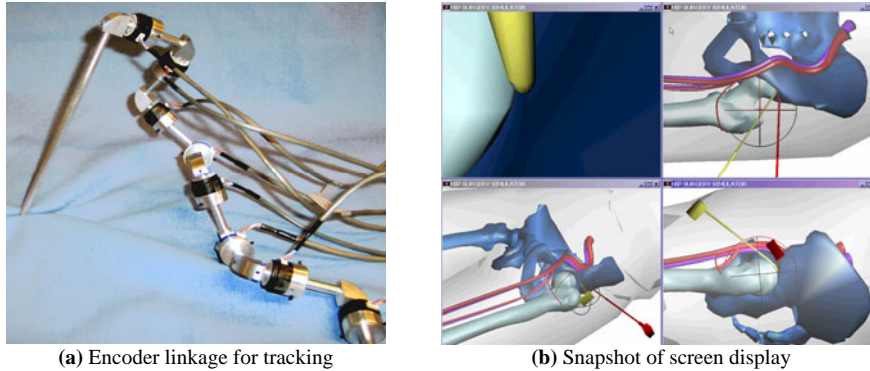 HIP SURGERY SIMULATOR
HIP SURGERY SIMULATOR
HIP SURGERY SIMULATOR
HIP SURGERY SIMULATOR
(a) Encoder linkage for tracking
(b) Snapshot of screen display